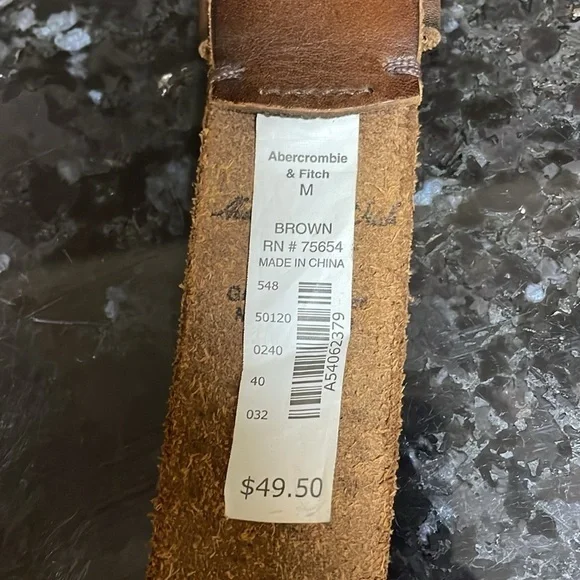 Abercrombie
& Fitch
M
BROWN
RN # 75654
MADE IN CHINA
548
50120
0240
40
032
A54062379
$49.50